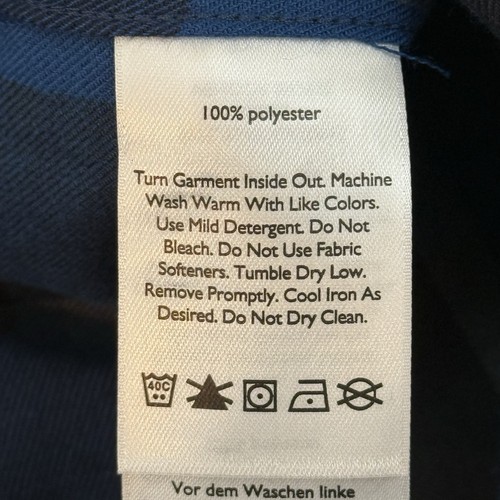 100% polyester
Turn Garment Inside Out. Machine
Wash Warm With Like Colors.
Use Mild Detergent. Do Not
Bleach. Do Not Use Fabric
Softeners. Tumble Dry Low.
Remove Promptly. Cool Iron As
Desired. Do Not Dry Clean.
40C
Vor dem Waschen linke